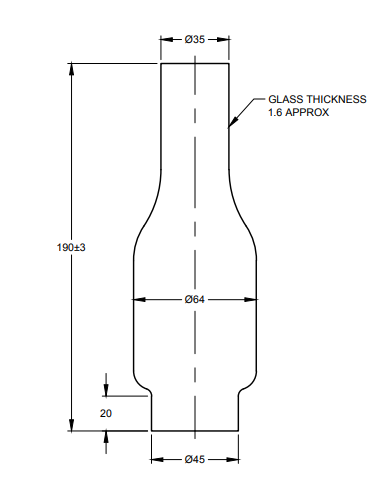 Ø35
GLASS THICKNESS
1.6 APPROX
190±3
Ø64
20
Ø45